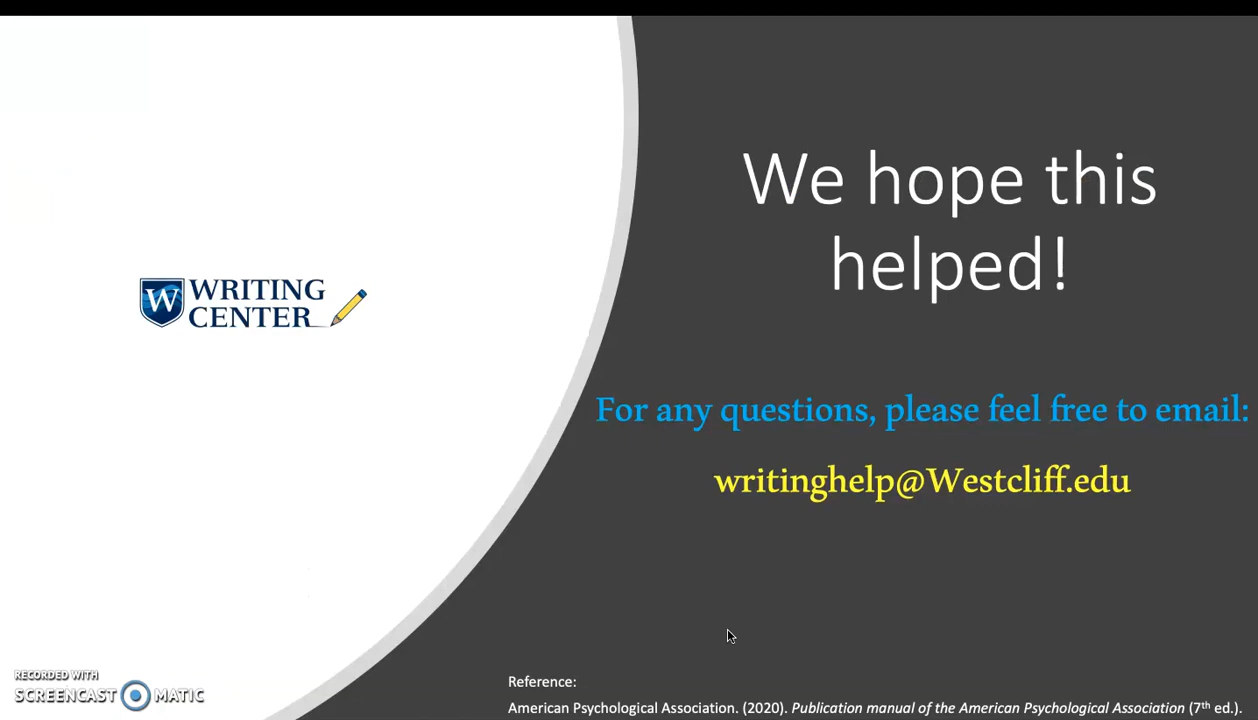 We hope this
helped!
W WRITING
CENTER
For any questions, please feel free to email:
writinghelp@Westcliff.edu
RECORDED WITH
SCREENCAST MATIC
Reference:
American Psychological Association. (2020). Publication manual of the American Psychological Association (7th ed.).